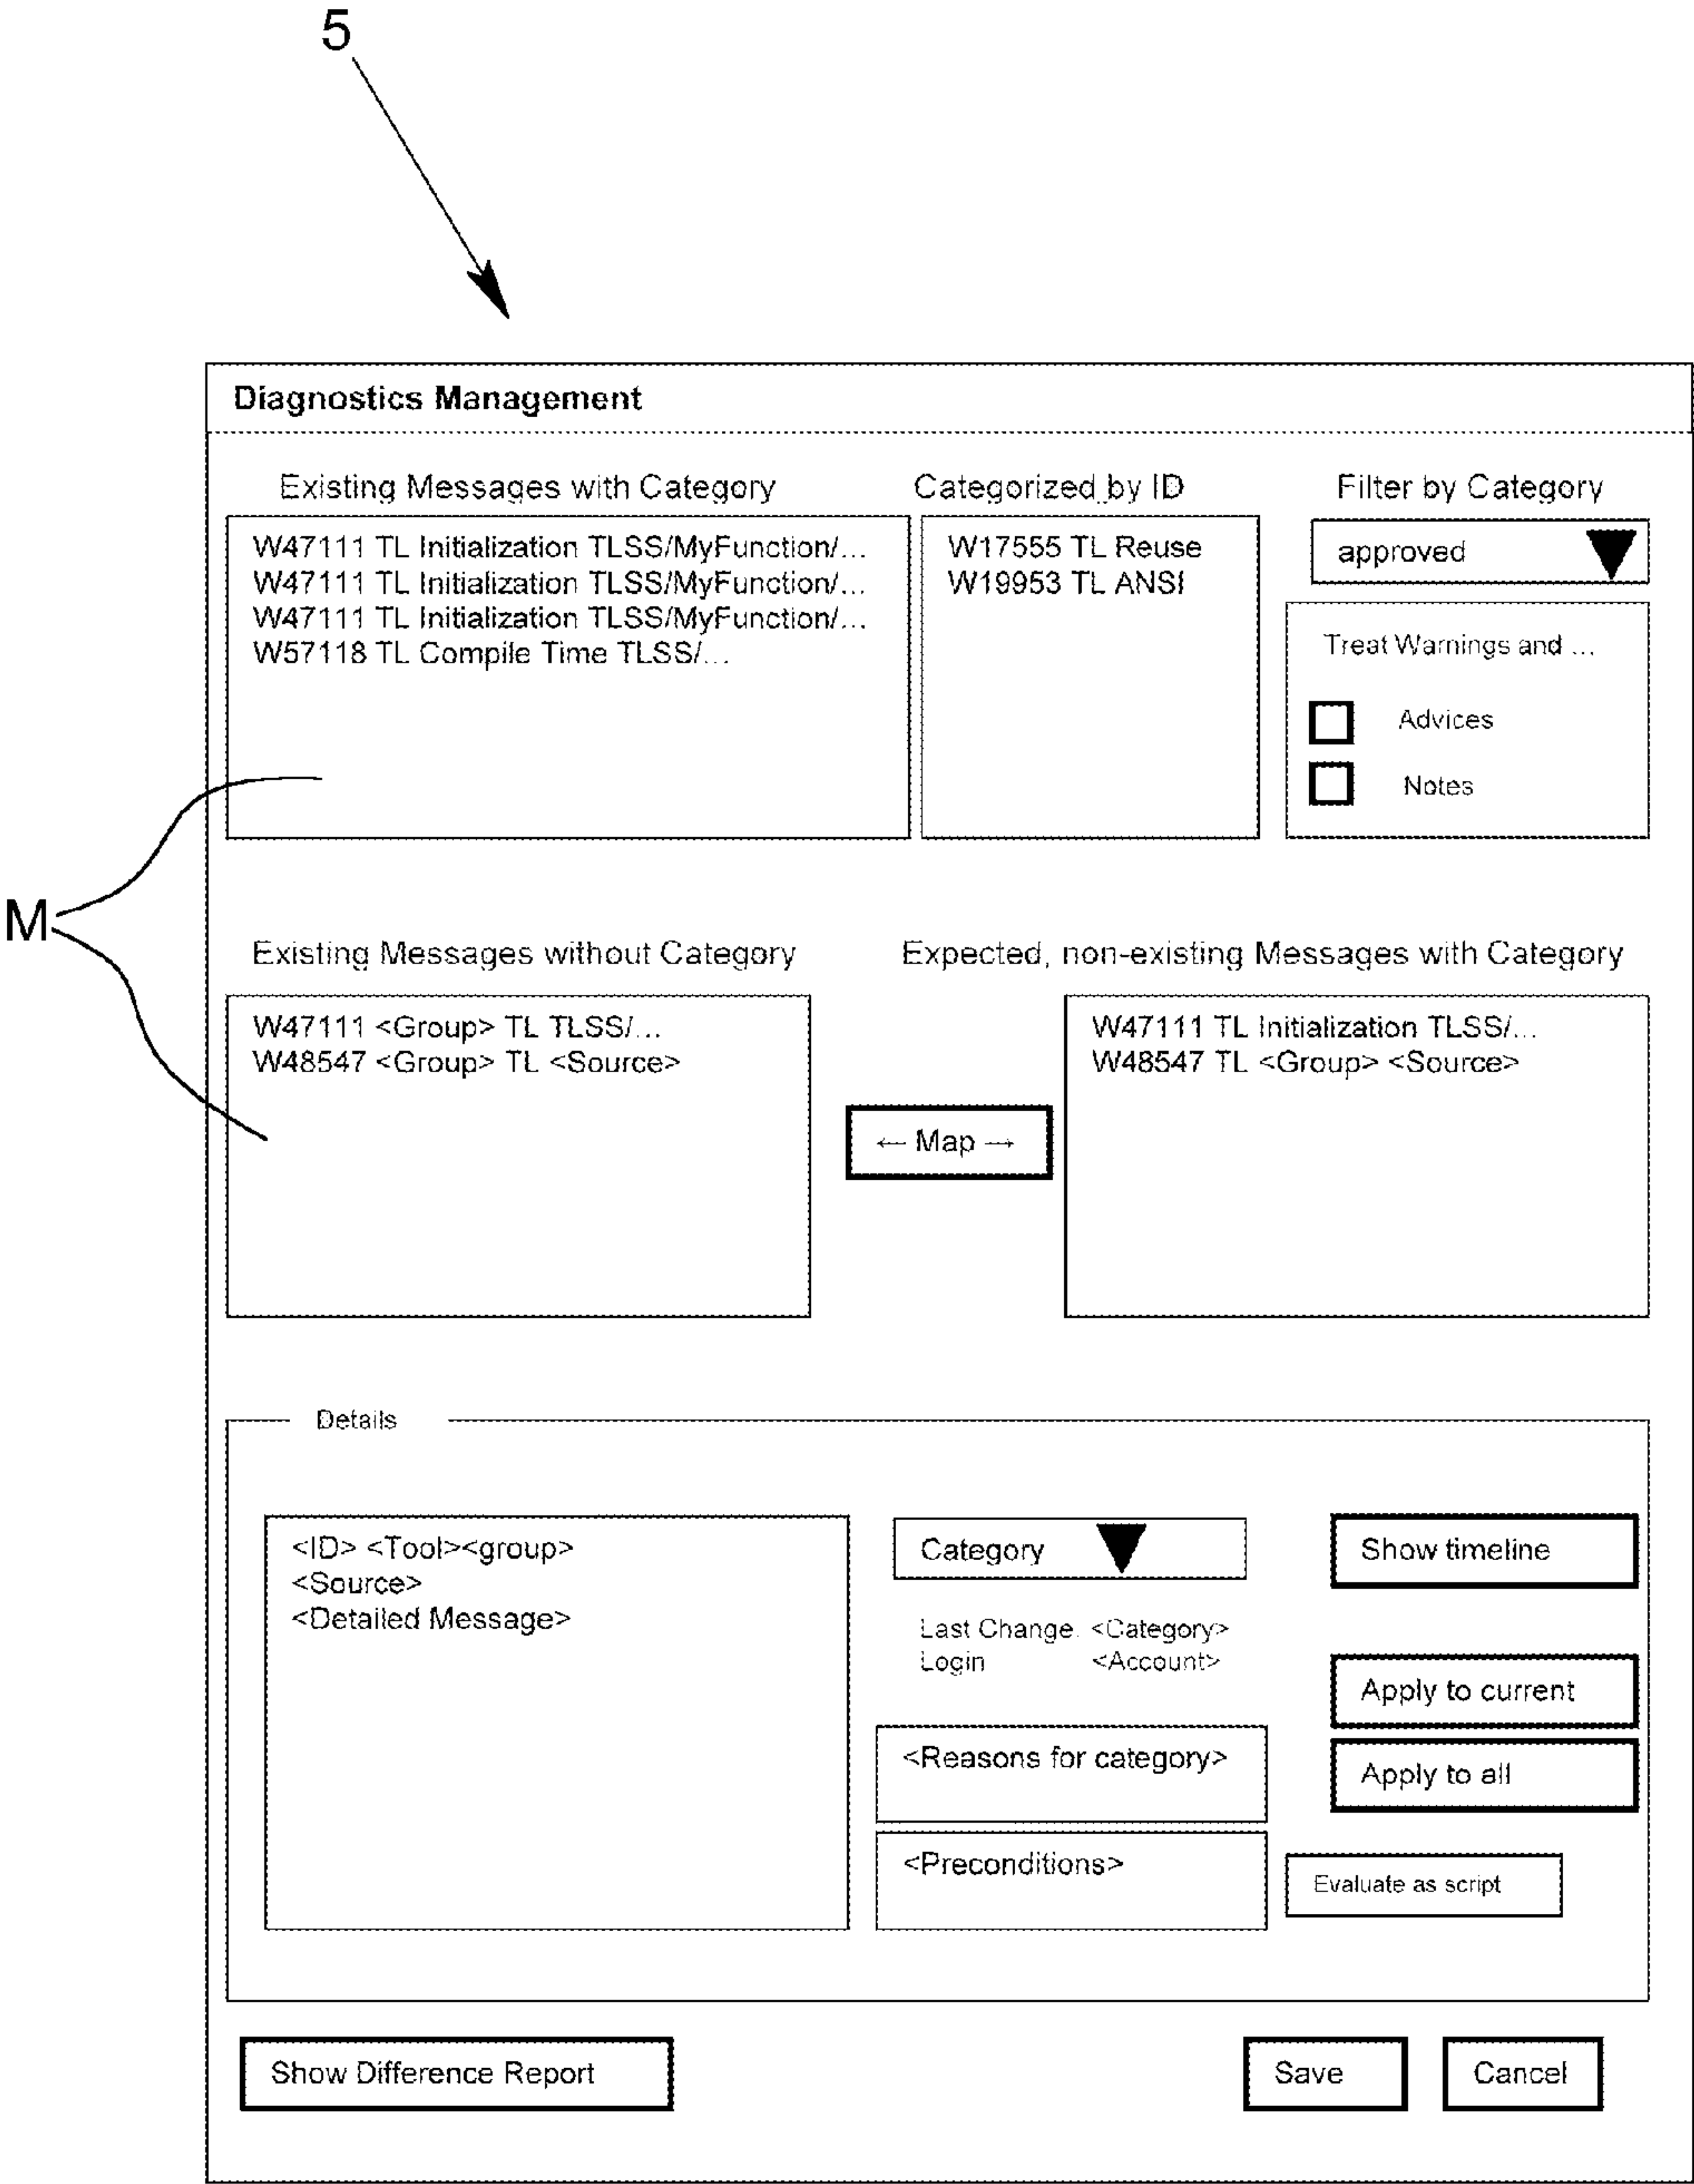 5
Diagnostics Management
Existing Messages with Category
Categorized by ID
Filter by Category
W47111 TL Initialization TLSS/MyFunction/...
W47111 TL Initialization TLSS/MyFunction/...
W47111 TL Initialization TLSS/MyFunction/...
W57118 TL Compile Time TLSS/...
W17555 TL Reuse
W19953 TL ANSI
approved
Treat Warnings and ...
Advices
Notes
M
Existing Messages without Category
Expected, non-existing Messages with Category
W47111 <Group> TL TLSS/...
W48547 <Group> TL <Source>
← Map →
W47111 TL Initialization TLSS/...
W48547 TL <Group> <Source>
Details
<ID> <Tool><group>
<Source>
<Detailed Message>
Category
Last Change: <Category>
Login <Account>
<Reasons for category>
<Preconditions>
Show timeline
Apply to current
Apply to all
Evaluate as script
Show Difference Report
Save
Cancel